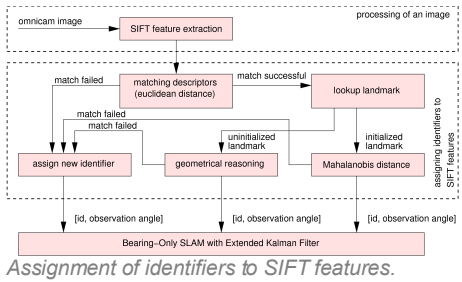 omnicam image
processing of an image
SIFT feature extraction
match failed
matching descriptors
(euclidean distance)
match successful
lookup landmark
match failed
match failed
uninitialized
landmark
initialized
landmark
assigning identifiers to
SIFT features
assign new identifier
geometrical reasoning
Mahalanobis distance
[id, observation angle]
[id, observation angle]
[id, observation angle]
Bearing−Only SLAM with Extended Kalman Filter
Assignment of identifiers to SIFT features.